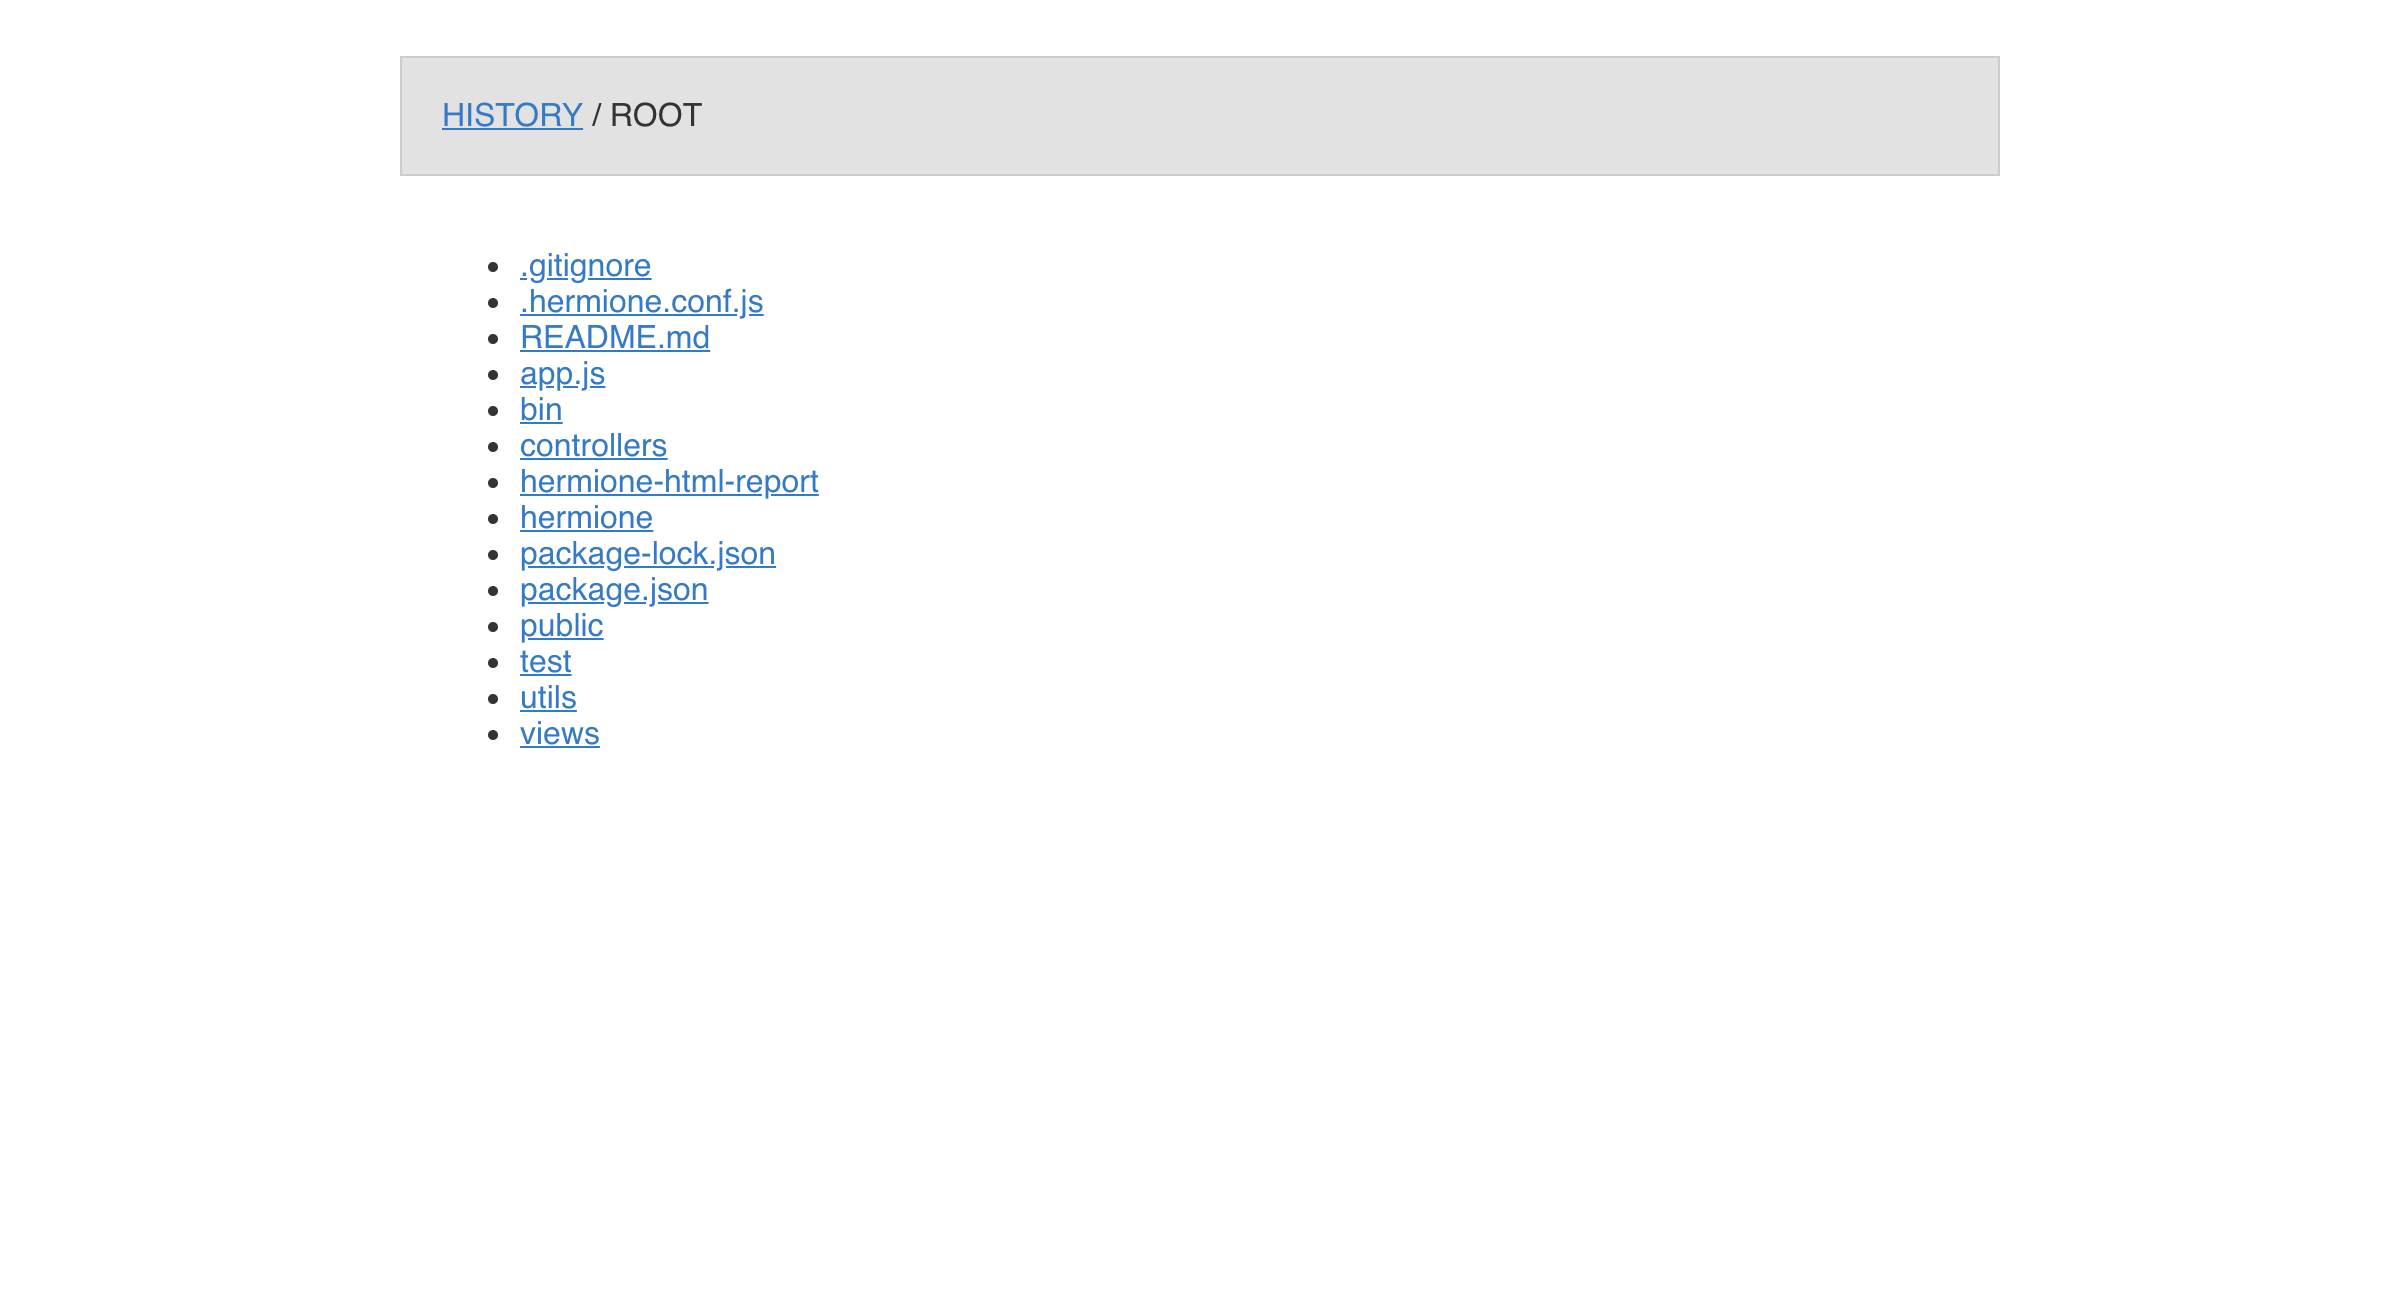 HISTORY / ROOT
.gitignore
.hermione.conf.js
README.md
app.js
bin
controllers
hermione-html-report
hermione
package-lock.json
package.json
public
test
utils
views